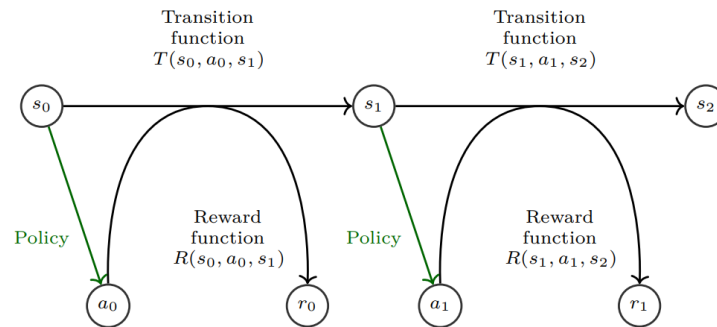 Transition
function
T(s₀, a₀, s₁)
Transition
function
T(s₁, a₁, s₂)
s₀
s₁
s₂
Policy
Reward
function
R(s₀, a₀, s₁)
Policy
Reward
function
R(s₁, a₁, s₂)
a₀
r₀
a₁
r₁